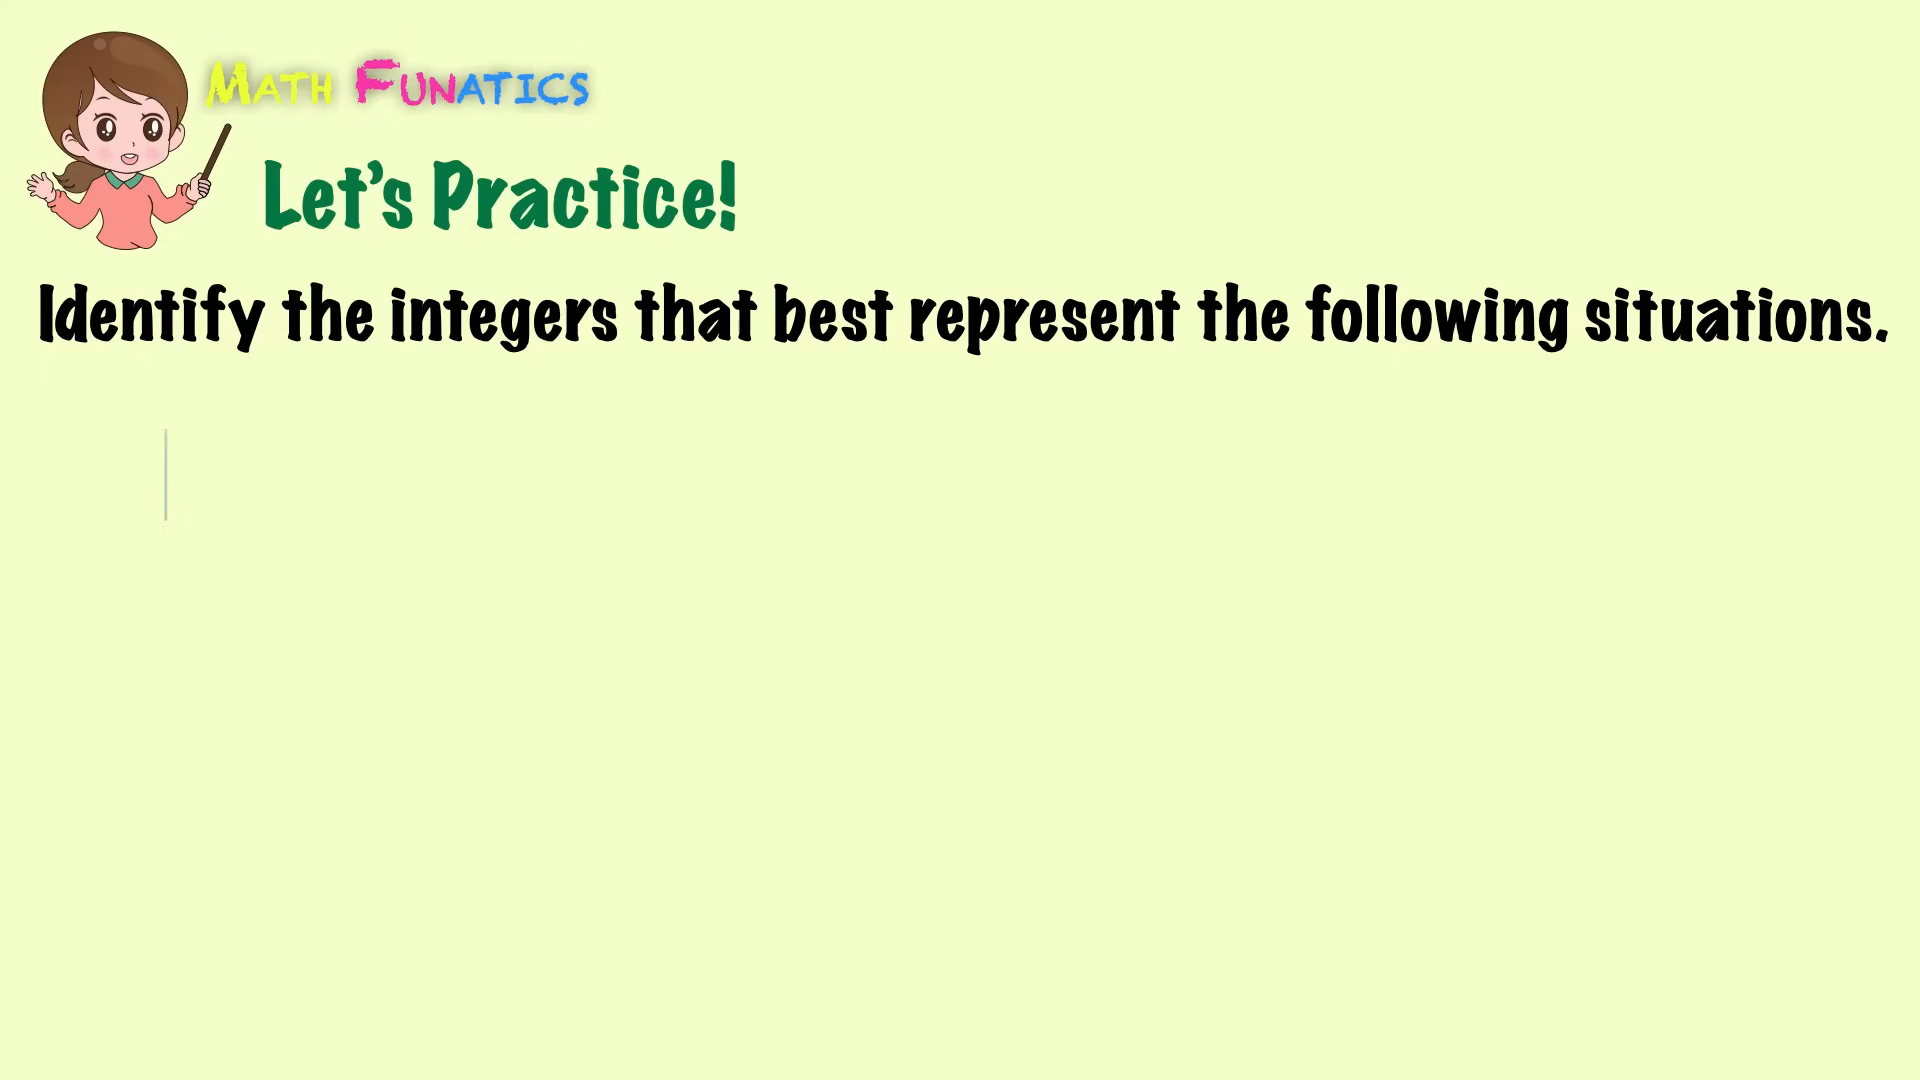 MATH FUNATICS
Let's Practice!
Identify the integers that best represent the following situations.